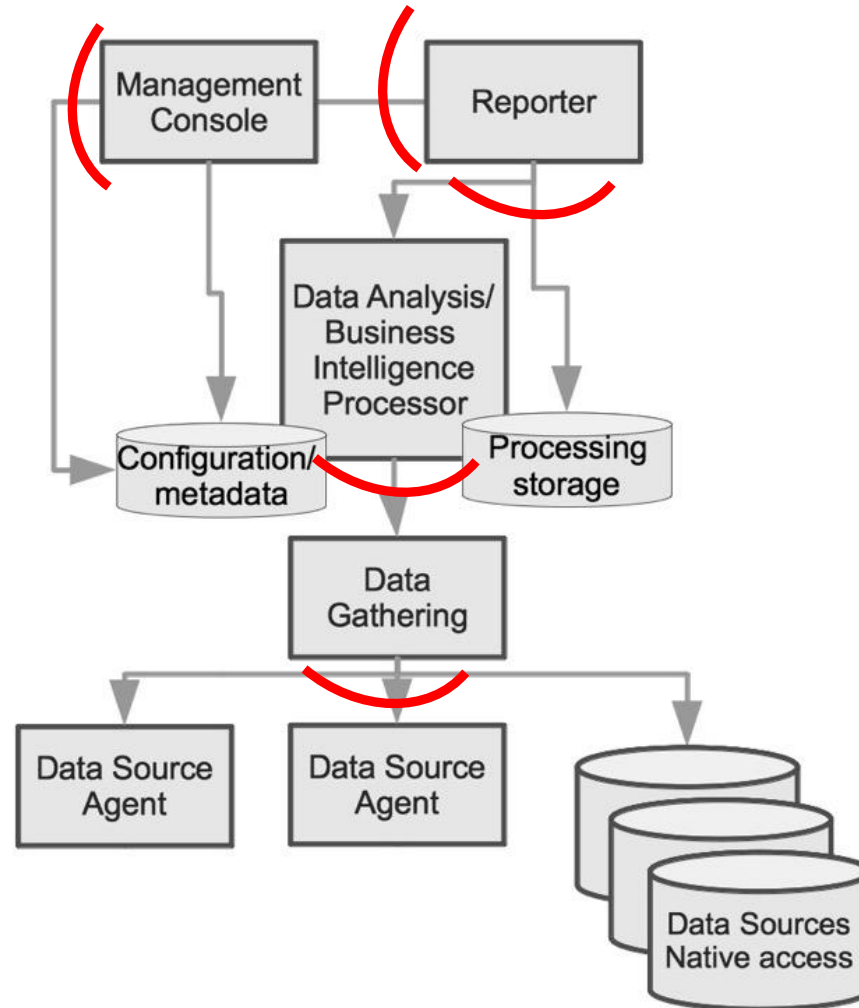 Management
Console
Reporter
Data Analysis/
Business
Intelligence
Processor
Configuration/
metadata
Processing
storage
Data
Gathering
Data Source
Agent
Data Source
Agent
Data Sources
Native access